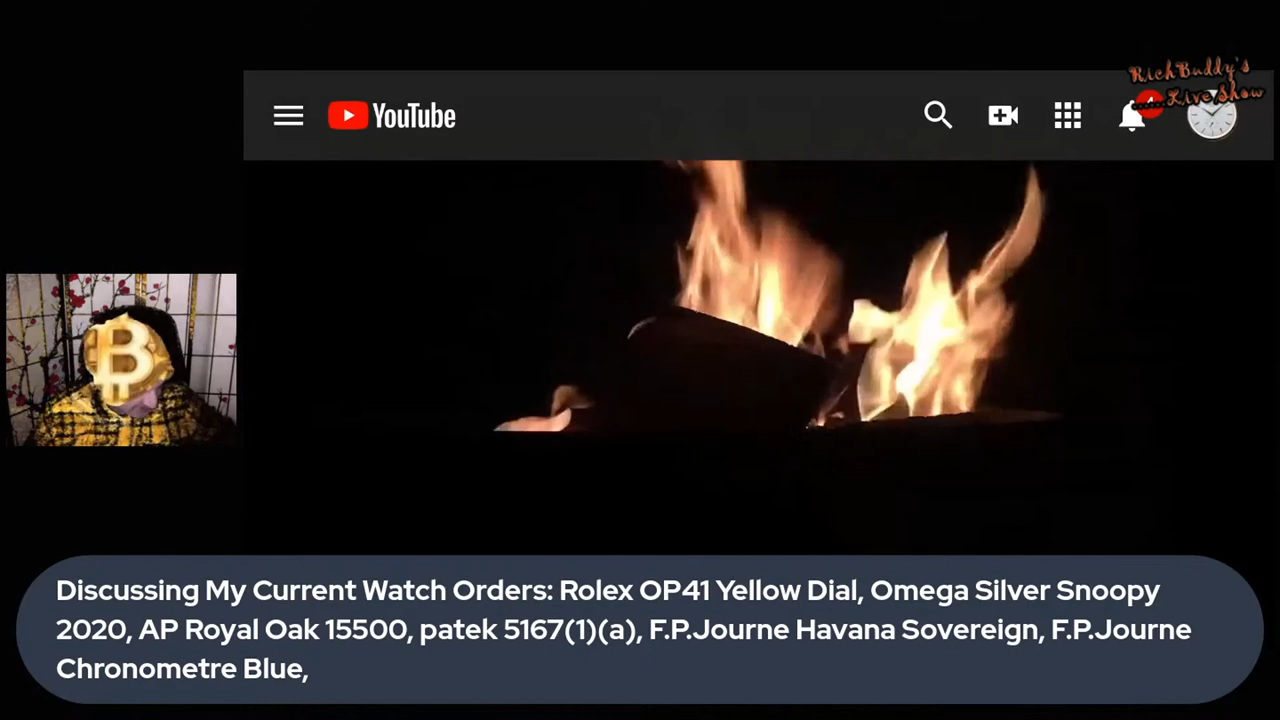 RichBuddy's
......Live Show
YouTube
4
B
Discussing My Current Watch Orders: Rolex OP41 Yellow Dial, Omega Silver Snoopy
2020, AP Royal Oak 15500, patek 5167(1)(a), F.P.Journe Havana Sovereign, F.P.Journe
Chronometre Blue,